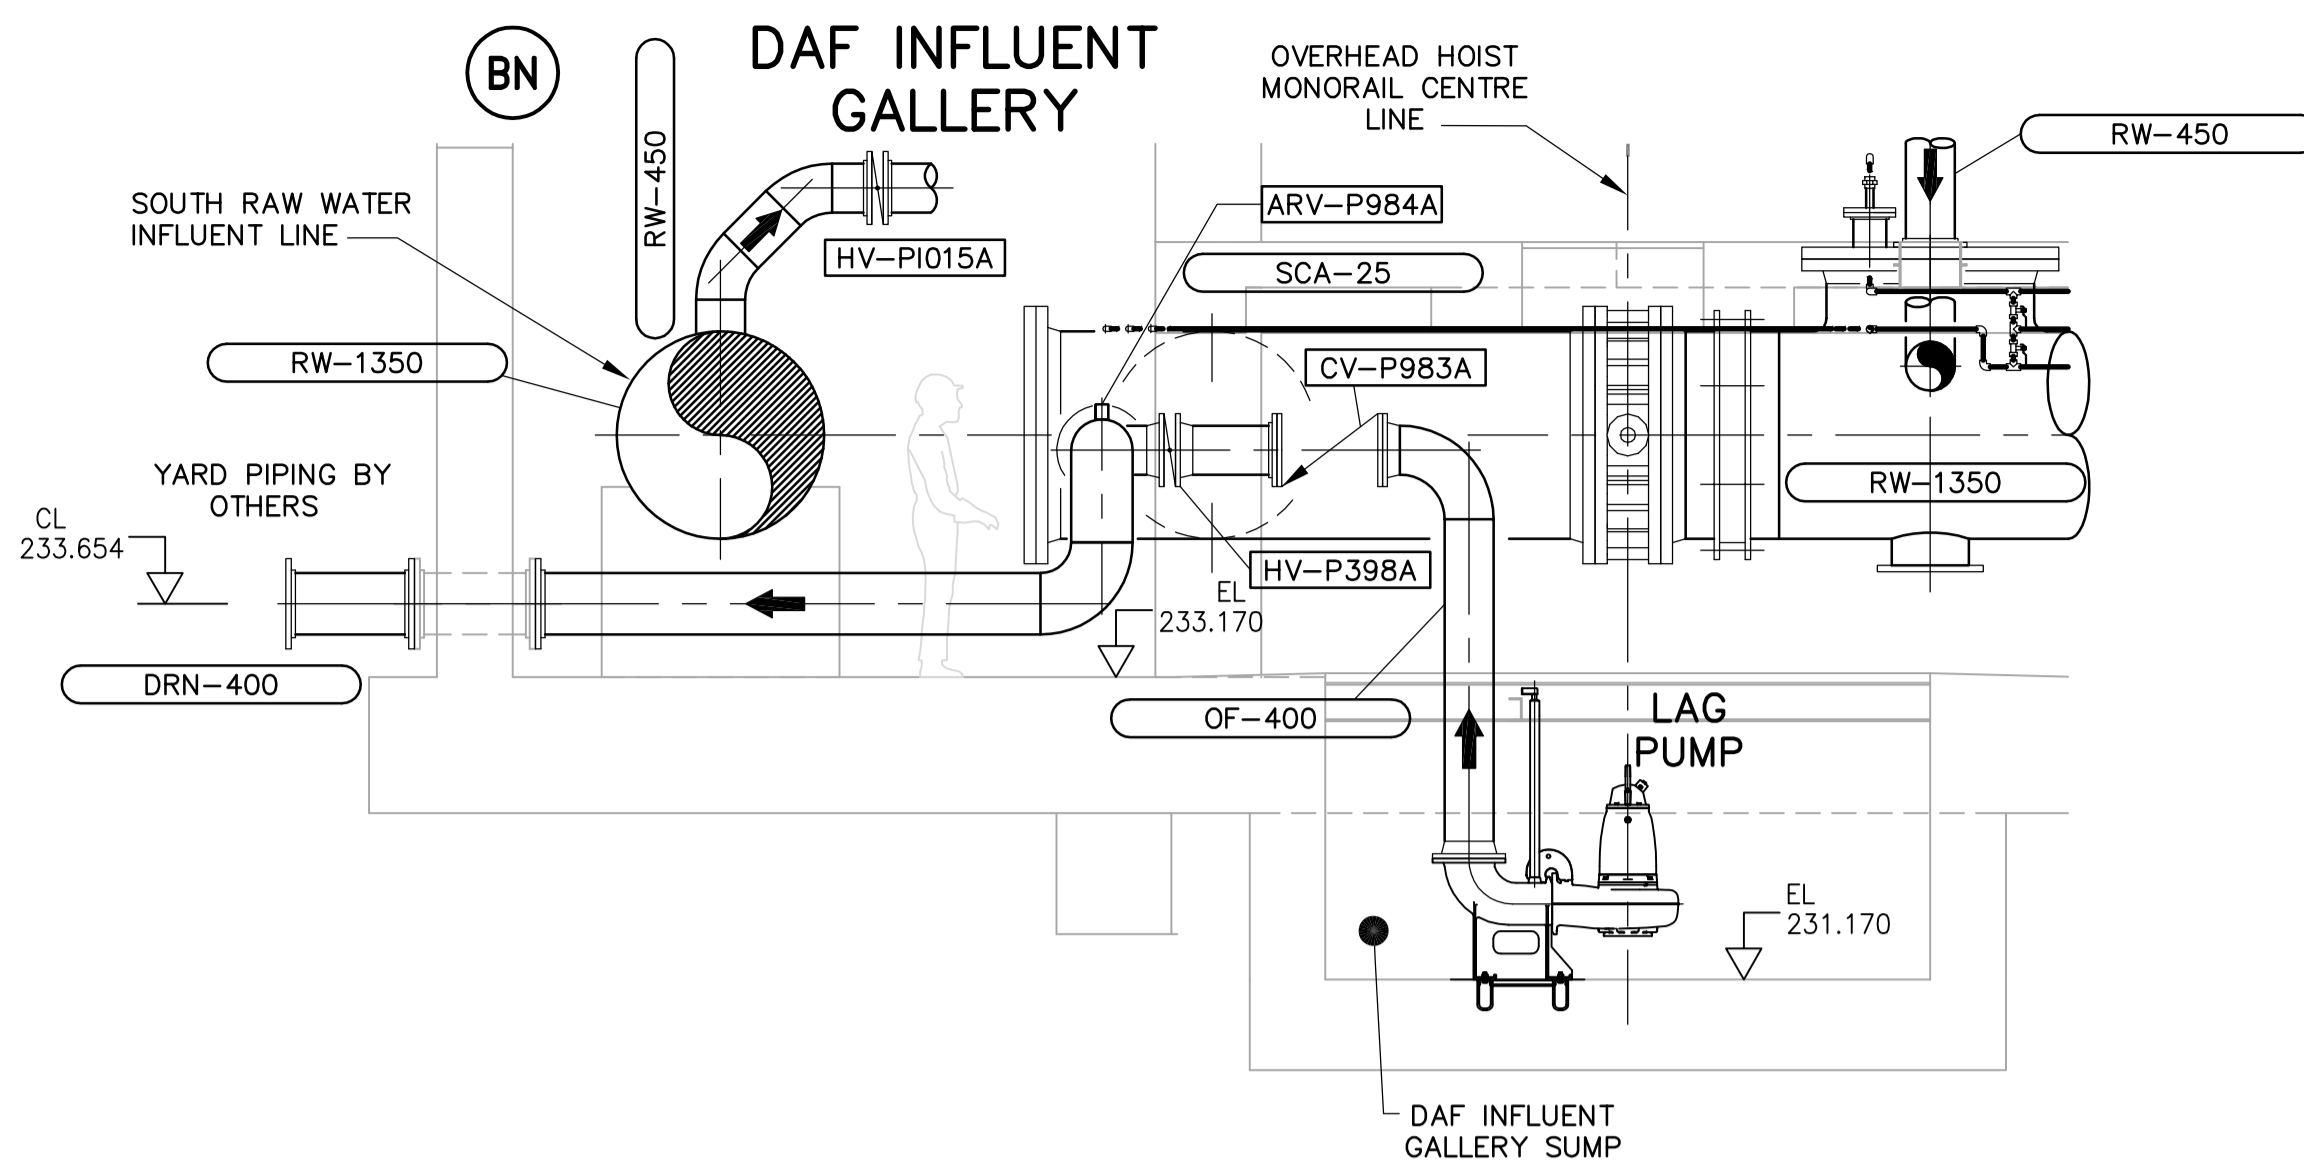 BN
DAF INFLUENT
GALLERY
OVERHEAD HOIST
MONORAIL CENTRE
LINE
RW-450
RW-450
SOUTH RAW WATER
INFLUENT LINE
ARV-P984A
HV-PI015A
SCA-25
RW-1350
CV-P983A
YARD PIPING BY
OTHERS
RW-1350
CL
233.654
HV-P398A
EL
233.170
DRN-400
OF-400
LAG
PUMP
EL
231.170
DAF INFLUENT
GALLERY SUMP